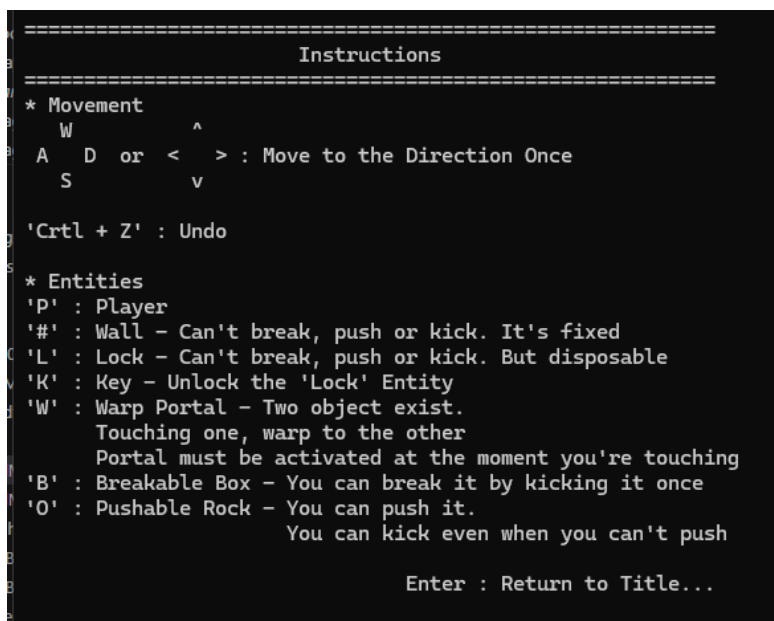 =========================================================
Instructions
=========================================================
* Movement
W ^
A D or < > : Move to the Direction Once
S v
'Crtl + Z' : Undo
* Entities
'P' : Player
'#' : Wall – Can't break, push or kick. It's fixed
'L' : Lock – Can't break, push or kick. But disposable
'K' : Key – Unlock the 'Lock' Entity
'W' : Warp Portal – Two object exist.
Touching one, warp to the other
Portal must be activated at the moment you're touching
'B' : Breakable Box – You can break it by kicking it once
'O' : Pushable Rock – You can push it.
You can kick even when you can't push
Enter : Return to Title...